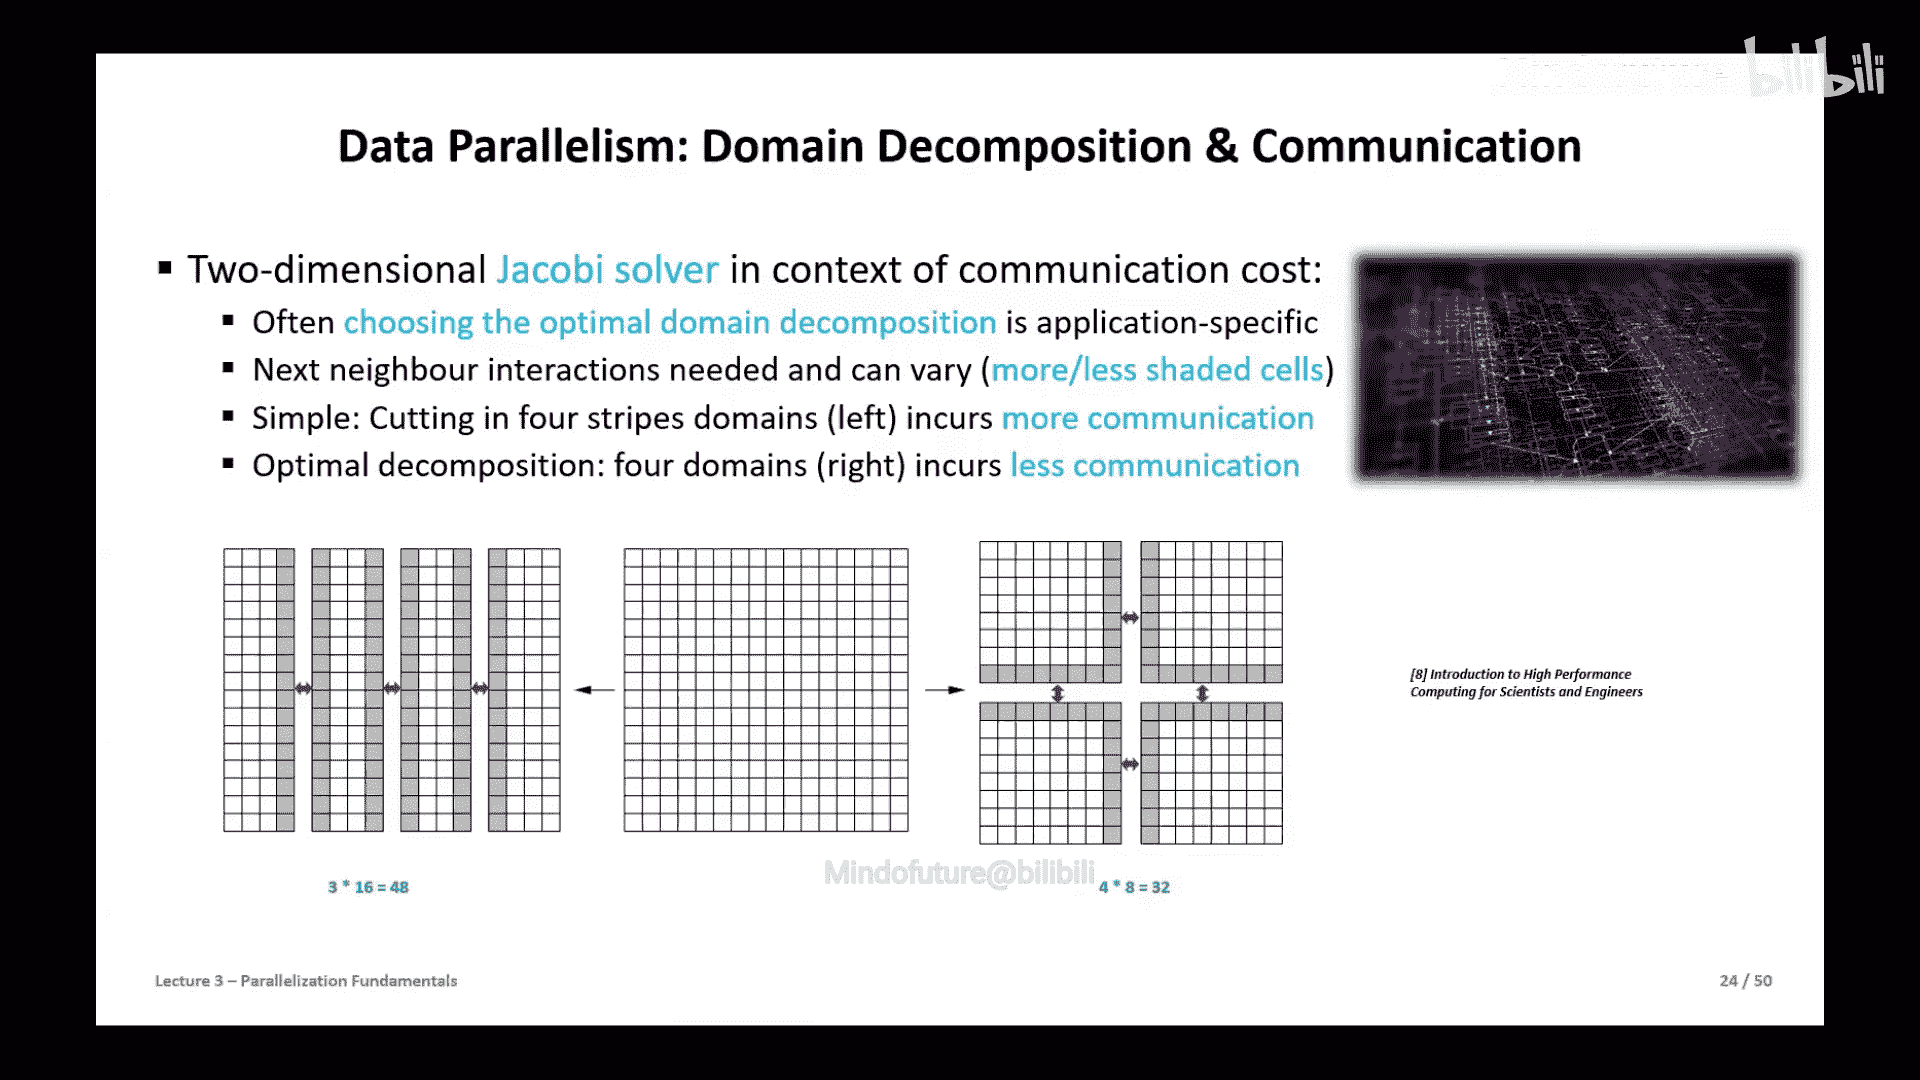 bilibili
Data Parallelism: Domain Decomposition & Communication
▪ Two-dimensional Jacobi solver in context of communication cost:
▪ Often choosing the optimal domain decomposition is application-specific
▪ Next neighbour interactions needed and can vary (more/less shaded cells)
▪ Simple: Cutting in four stripes domains (left) incurs more communication
▪ Optimal decomposition: four domains (right) incurs less communication
[8] Introduction to High Performance
Computing for Scientists and Engineers
Mindofuture@bilibili
3 * 16 = 48
4 * 8 = 32
Lecture 3 – Parallelization Fundamentals
24 / 50